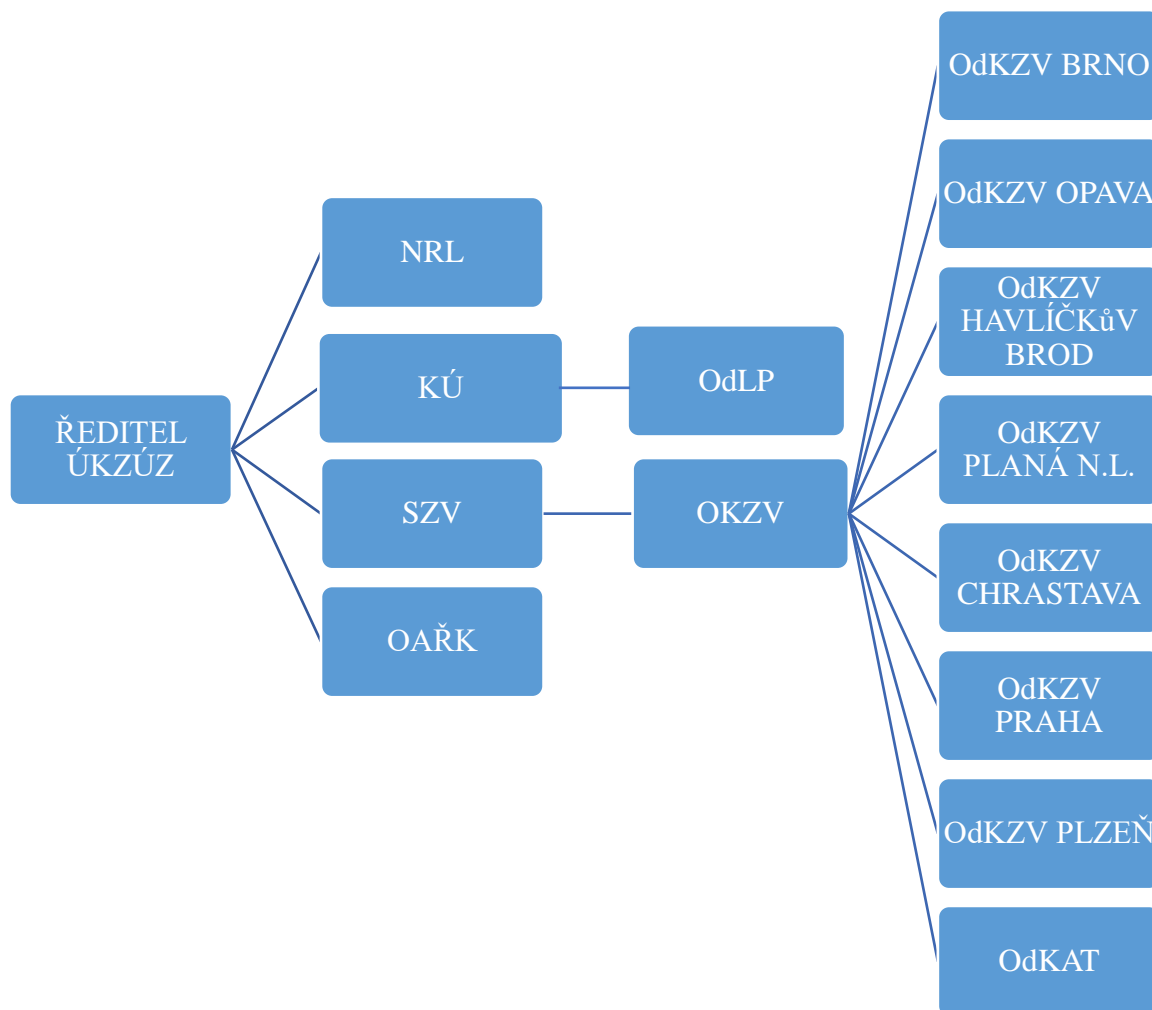 ŘEDITEL
ÚKZÚZ
NRL
KÚ
SZV
OAŘK
OdLP
OKZV
OdKZV BRNO
OdKZV OPAVA
OdKZV
HAVLÍČKůV
BROD
OdKZV
PLANÁ N.L.
OdKZV
CHRASTAVA
OdKZV
PRAHA
OdKZV PLZEŇ
OdKAT